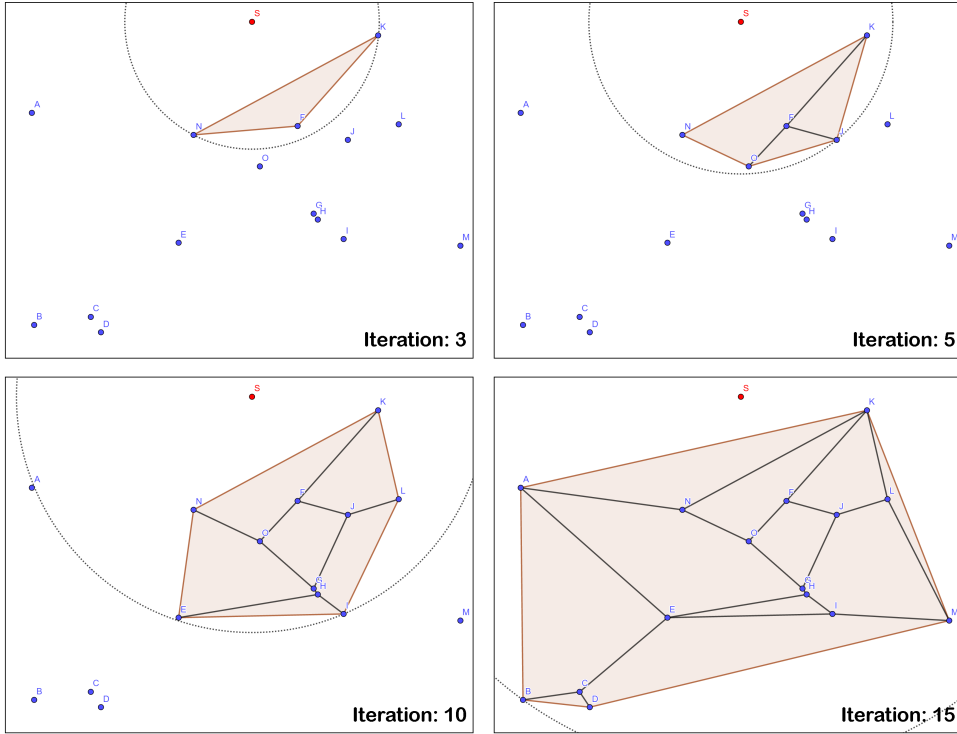 S
K
A
N
F
L
J
O
G
H
E
I
M
C
B
D
Iteration: 3
S
K
A
N
F
L
J
O
G
H
E
I
M
C
B
D
Iteration: 5
S
K
A
L
N
F
J
O
G
H
E
I
M
C
B
D
Iteration: 10
S
K
A
L
N
F
J
O
G
H
E
I
M
C
B
D
Iteration: 15